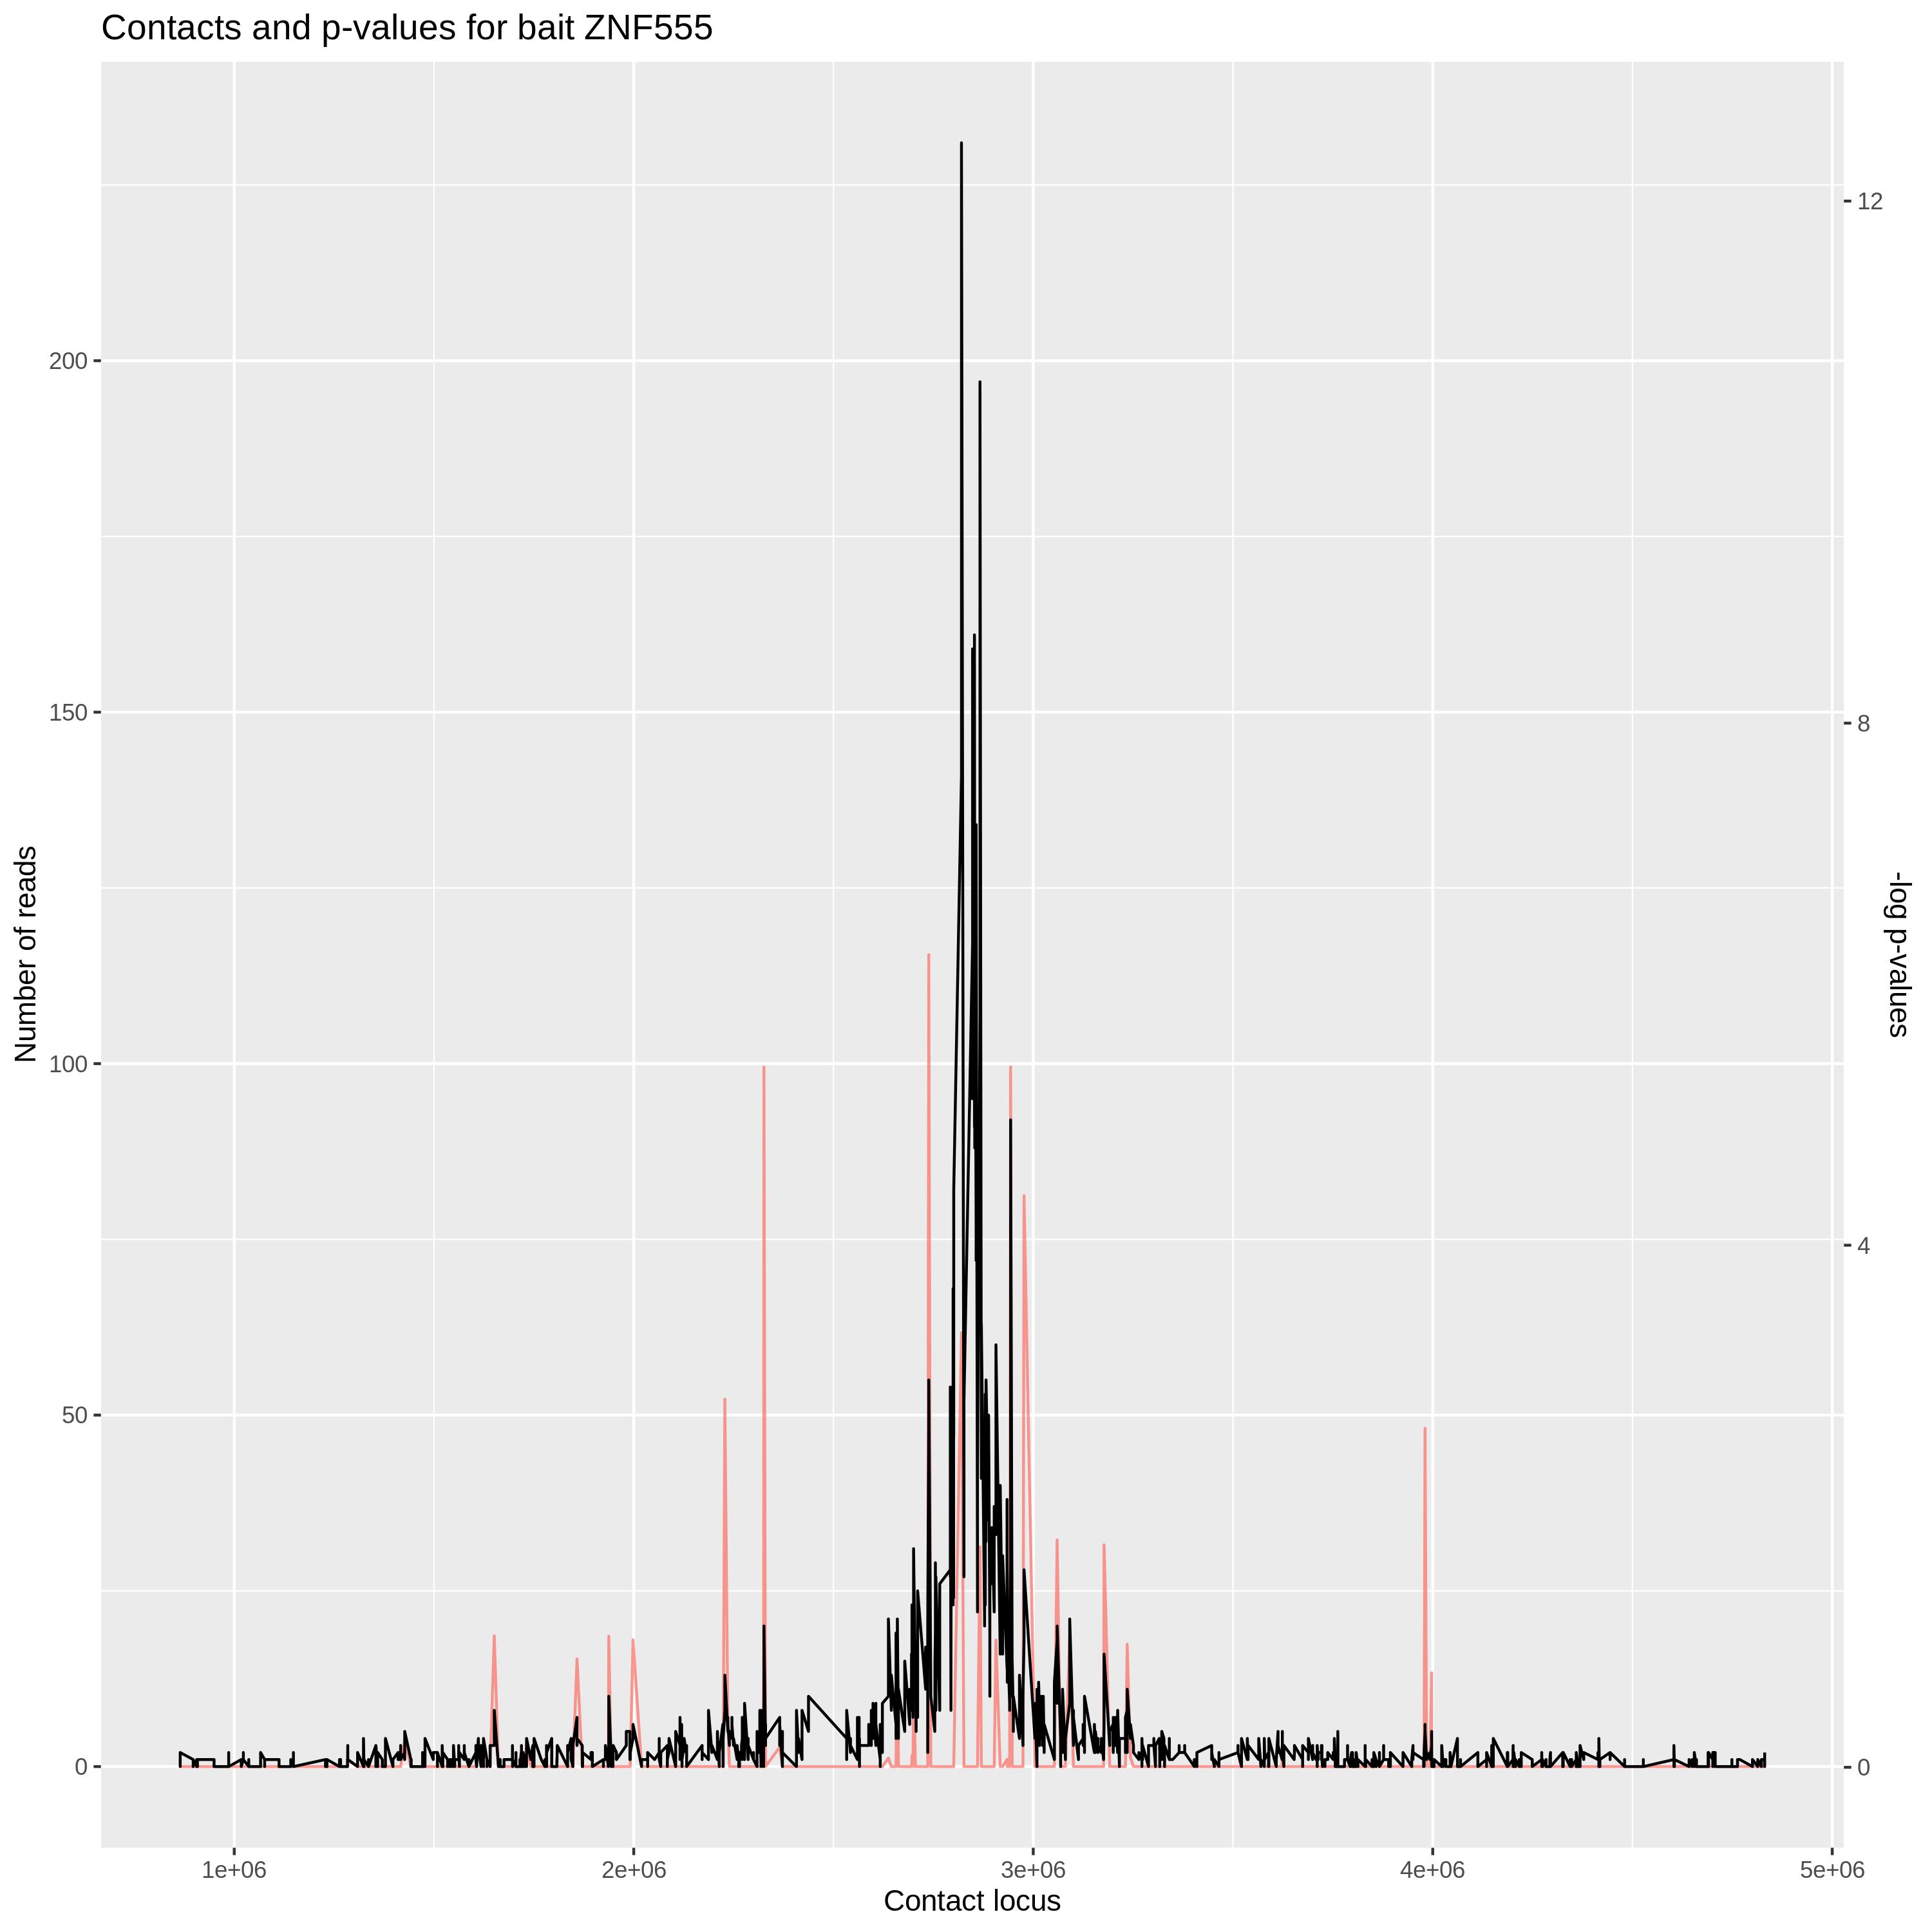 Contacts and p-values for bait ZNF555
200
150
100
50
0
12
8
4
0
Number of reads
-log p-values
1e+06
2e+06
3e+06
4e+06
5e+06
Contact locus